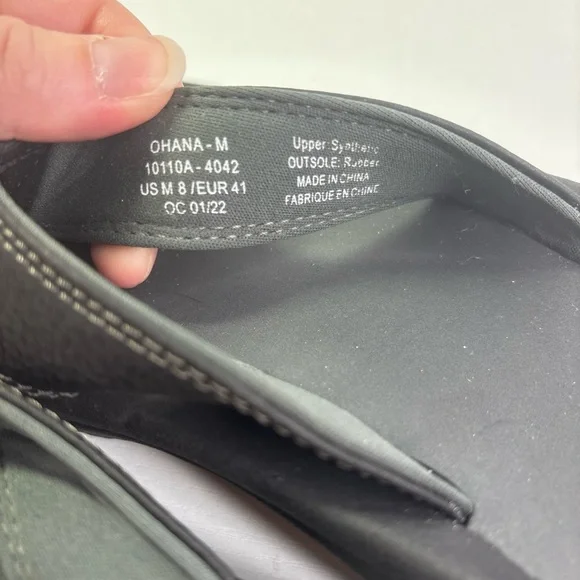 OHANA - M
10110A - 4042
US M 8 / EUR 41
OC 01/22
Upper: Synthetic
OUTSOLE: Rubber
MADE IN CHINA
FABRIQUE EN CHINE